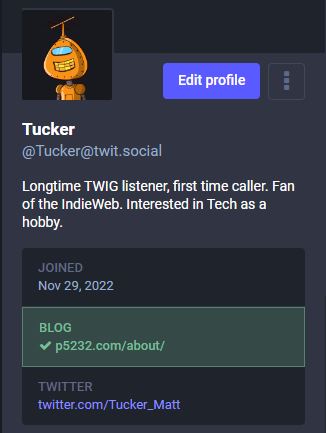 Edit profile
Tucker
@Tucker@twit.social
Longtime TWIG listener, first time caller. Fan
of the IndieWeb. Interested in Tech as a
hobby.
JOINED
Nov 29, 2022
BLOG
✔ p5232.com/about/
TWITTER
twitter.com/Tucker_Matt